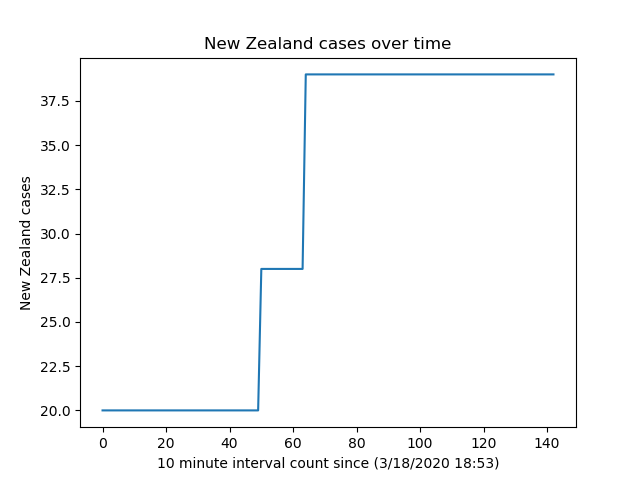 New Zealand cases over time
New Zealand cases
37.5
35.0
32.5
30.0
27.5
25.0
22.5
20.0
0 20 40 60 80 100 120 140
10 minute interval count since (3/18/2020 18:53)